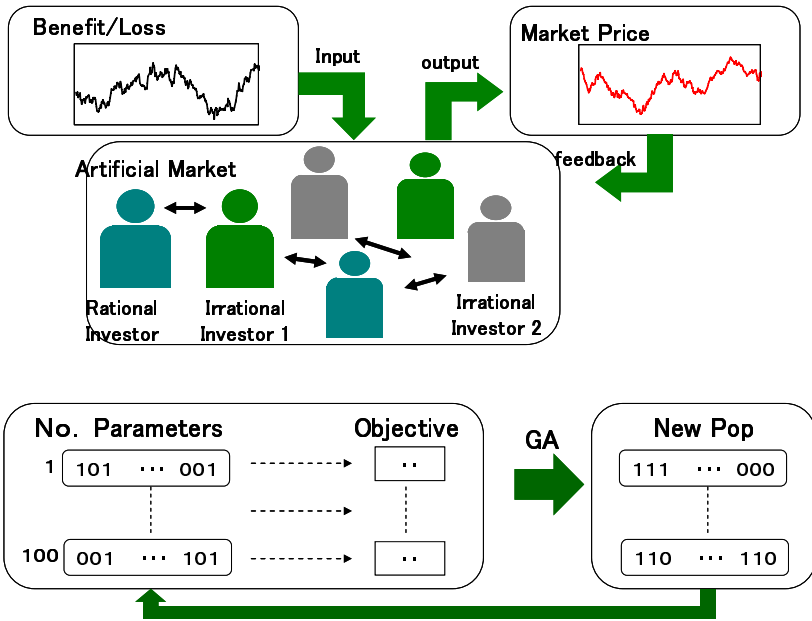 Benefit/Loss
Input
output
Market Price
feedback
Artificial Market
Rational
Investor
Irrational
Investor 1
Irrational
Investor 2
No. Parameters
Objective
GA
New Pop
1
101 ··· 001
··
111 ··· 000
100
001 ··· 101
··
110 ··· 110